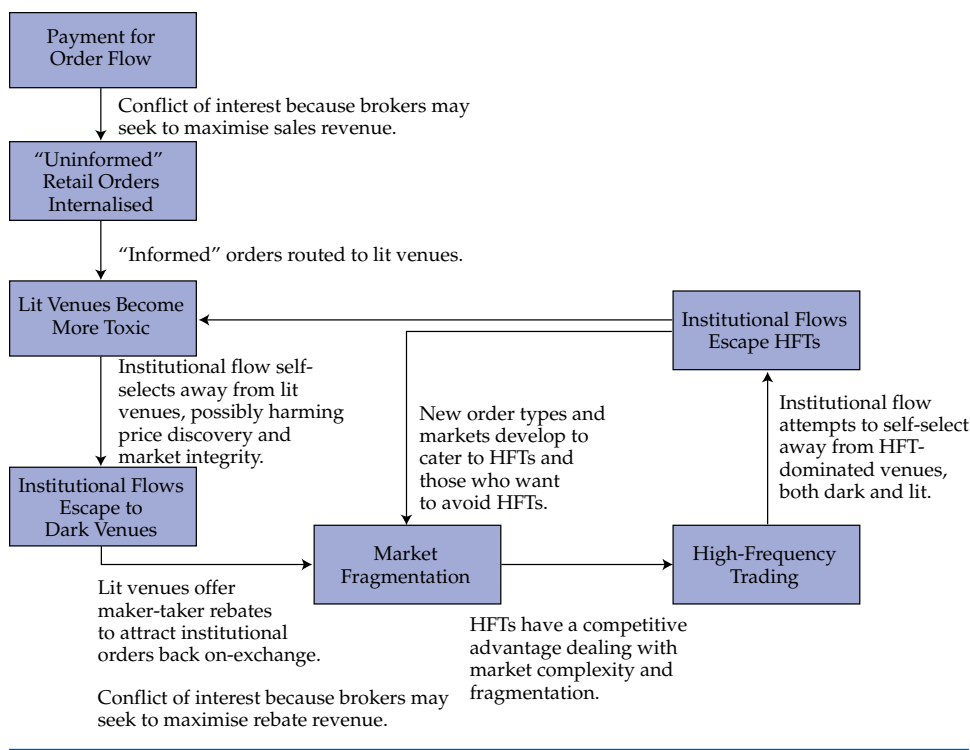 Payment for
Order Flow
Conflict of interest because brokers may
seek to maximise sales revenue.
“Uninformed”
Retail Orders
Internalised
“Informed” orders routed to lit venues.
Lit Venues Become
More Toxic
Institutional Flows
Escape HFTs
Institutional flow self-
selects away from lit
venues, possibly harming
price discovery and
market integrity.
New order types and
markets develop to
cater to HFTs and
those who want
to avoid HFTs.
Institutional flow
attempts to self-select
away from HFT-
dominated venues,
both dark and lit.
Institutional Flows
Escape to
Dark Venues
Market
Fragmentation
High-Frequency
Trading
Lit venues offer
maker-taker rebates
to attract institutional
orders back on-exchange.
HFTs have a competitive
advantage dealing with
market complexity and
fragmentation.
Conflict of interest because brokers may
seek to maximise rebate revenue.